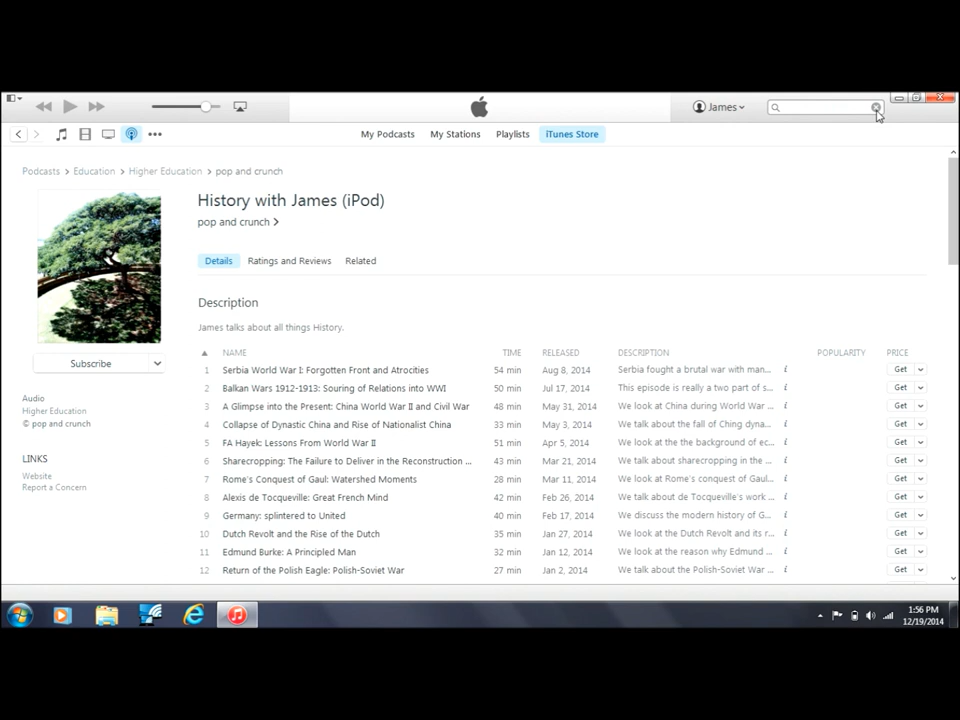 James
My Podcasts My Stations Playlists iTunes Store
Podcasts > Education > Higher Education > pop and crunch
History with James (iPod)
pop and crunch >
Details Ratings and Reviews Related
Description
James talks about all things History.
Subscribe
Audio
Higher Education
© pop and crunch
LINKS
Website
Report a Concern
▲ NAME TIME RELEASED DESCRIPTION POPULARITY PRICE
1 Serbia World War I: Forgotten Front and Atrocities 54 min Aug 8, 2014 Serbia fought a brutal war with man... i Get
2 Balkan Wars 1912-1913: Souring of Relations into WWI 50 min Jul 17, 2014 This episode is really a two part of s... i Get
3 A Glimpse into the Present: China World War II and Civil War 48 min May 31, 2014 We look at China during World War ... i Get
4 Collapse of Dynastic China and Rise of Nationalist China 33 min May 3, 2014 We talk about the fall of Ching dyna... i Get
5 FA Hayek: Lessons From World War II 51 min Apr 5, 2014 We look at the the background of ec... i Get
6 Sharecropping: The Failure to Deliver in the Reconstruction ... 43 min Mar 21, 2014 We talk about sharecropping in the ... i Get
7 Rome's Conquest of Gaul: Watershed Moments 28 min Mar 11, 2014 We look at Rome's conquest of Gaul... i Get
8 Alexis de Tocqueville: Great French Mind 42 min Feb 26, 2014 We talk about de Tocqueville's work ... i Get
9 Germany: splintered to United 40 min Feb 17, 2014 We discuss the modern history of G... i Get
10 Dutch Revolt and the Rise of the Dutch 35 min Jan 27, 2014 We look at the Dutch Revolt and its r... i Get
11 Edmund Burke: A Principled Man 32 min Jan 12, 2014 We look at the reason why Edmund ... i Get
12 Return of the Polish Eagle: Polish-Soviet War 27 min Jan 2, 2014 We talk about the Polish-Soviet War ... i Get
1:56 PM
12/19/2014